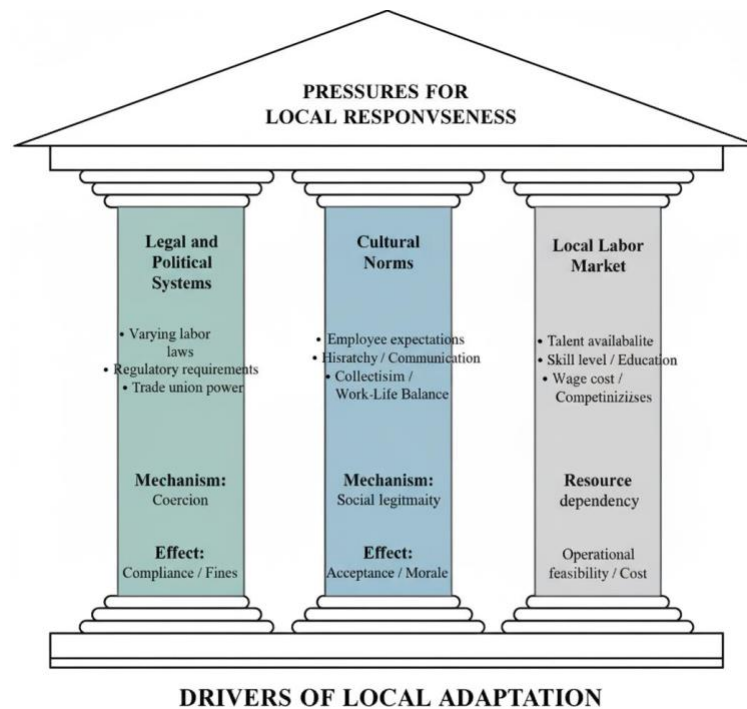 PRESSURES FOR
LOCAL RESPONVSENESS
Legal and
Political
Systems
• Varying labor
laws
• Regulatory requirements
• Trade union power
Mechanism:
Coercion
Effect:
Compliance / Fines
Cultural
Norms
• Employee expectations
• Hisratchy / Communication
• Collectisim /
Work-Life Balance
Mechanism:
Social legitmaity
Effect:
Acceptance / Morale
Local Labor
Market
• Talent availabalite
• Skill level / Education
• Wage cost /
Competiniziises
Resource
dependency
Operational
feasibility / Cost
DRIVERS OF LOCAL ADAPTATION